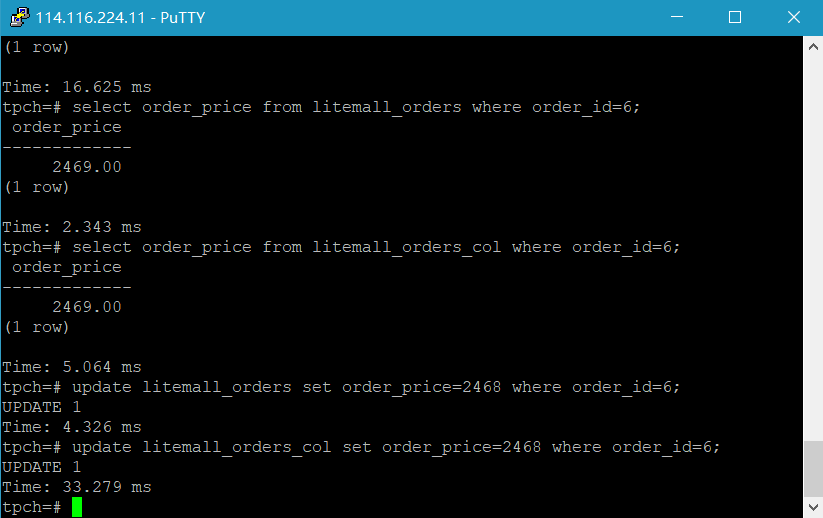 114.116.224.11 - PuTTY
(1 row)
Time: 16.625 ms
tpch=# select order_price from litemall_orders where order_id=6;
order_price
-------------
2469.00
(1 row)
Time: 2.343 ms
tpch=# select order_price from litemall_orders_col where order_id=6;
order_price
-------------
2469.00
(1 row)
Time: 5.064 ms
tpch=# update litemall_orders set order_price=2468 where order_id=6;
UPDATE 1
Time: 4.326 ms
tpch=# update litemall_orders_col set order_price=2468 where order_id=6;
UPDATE 1
Time: 33.279 ms
tpch=#